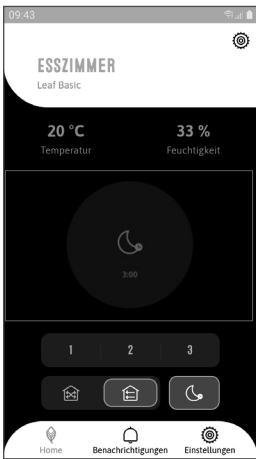 09:43
ESSZIMMER
Leaf Basic
20 °C 33 %
Temperatur Feuchtigkeit
3:00
1 2 3
Home Benachrichtigungen Einstellungen